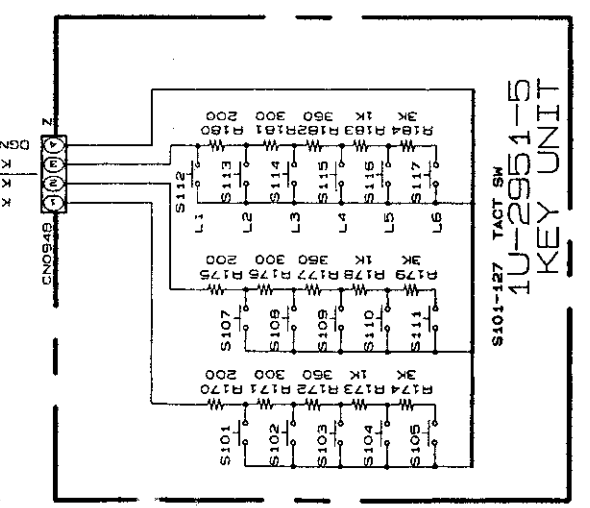 1U-2951-5
KEY UNIT
S101-127 TACT SW
CN0948
Z
4
3
2
1
200 300 360 1K 3K
R180 R181 R182 R183 R184
S112 S113 S114 S115 S116 S117
L1 L2 L3 L4 L5 L6
200 300 360 1K 3K
R175 R176 R177 R178 R179
S107 S108 S109 S110 S111
200 300 360 1K 3K
R170 R171 R172 R173 R174
S101 S102 S103 S104 S105